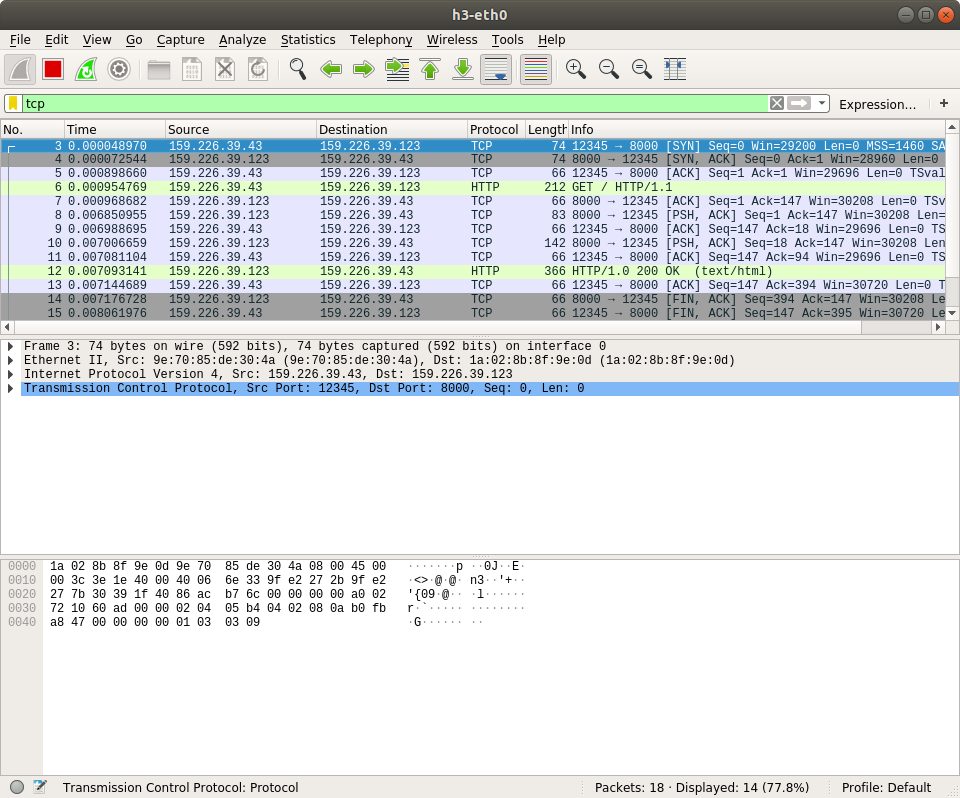 h3-eth0
File Edit View Go Capture Analyze Statistics Telephony Wireless Tools Help
tcp Expression… +
No. Time Source Destination Protocol Length Info
3 0.000048970 159.226.39.43 159.226.39.123 TCP 74 12345 → 8000 [SYN] Seq=0 Win=29200 Len=0 MSS=1460 SA
4 0.000072544 159.226.39.123 159.226.39.43 TCP 74 8000 → 12345 [SYN, ACK] Seq=0 Ack=1 Win=28960 Len=0
5 0.000898660 159.226.39.43 159.226.39.123 TCP 66 12345 → 8000 [ACK] Seq=1 Ack=1 Win=29696 Len=0 TSval
6 0.000954769 159.226.39.43 159.226.39.123 HTTP 212 GET / HTTP/1.1
7 0.000968682 159.226.39.123 159.226.39.43 TCP 66 8000 → 12345 [ACK] Seq=1 Ack=147 Win=30208 Len=0 TSv
8 0.006850955 159.226.39.123 159.226.39.43 TCP 83 8000 → 12345 [PSH, ACK] Seq=1 Ack=147 Win=30208 Len=
9 0.006988695 159.226.39.43 159.226.39.123 TCP 66 12345 → 8000 [ACK] Seq=147 Ack=18 Win=29696 Len=0 TS
10 0.007006659 159.226.39.123 159.226.39.43 TCP 142 8000 → 12345 [PSH, ACK] Seq=18 Ack=147 Win=30208 Len
11 0.007081104 159.226.39.43 159.226.39.123 TCP 66 12345 → 8000 [ACK] Seq=147 Ack=94 Win=29696 Len=0 TS
12 0.007093141 159.226.39.123 159.226.39.43 HTTP 366 HTTP/1.0 200 OK (text/html)
13 0.007144689 159.226.39.43 159.226.39.123 TCP 66 12345 → 8000 [ACK] Seq=147 Ack=394 Win=30720 Len=0 T
14 0.007176728 159.226.39.123 159.226.39.43 TCP 66 8000 → 12345 [FIN, ACK] Seq=394 Ack=147 Win=30208 Le
15 0.008061976 159.226.39.43 159.226.39.123 TCP 66 12345 → 8000 [FIN, ACK] Seq=147 Ack=395 Win=30720 Le
Frame 3: 74 bytes on wire (592 bits), 74 bytes captured (592 bits) on interface 0
Ethernet II, Src: 9e:70:85:de:30:4a (9e:70:85:de:30:4a), Dst: 1a:02:8b:8f:9e:0d (1a:02:8b:8f:9e:0d)
Internet Protocol Version 4, Src: 159.226.39.43, Dst: 159.226.39.123
Transmission Control Protocol, Src Port: 12345, Dst Port: 8000, Seq: 0, Len: 0
0000 1a 02 8b 8f 9e 0d 9e 70 85 de 30 4a 08 00 45 00 ·······p ··0J··E·
0010 00 3c 3e 1e 40 00 40 06 6e 33 9f e2 27 2b 9f e2 ·<>·@·@· n3··'+··
0020 27 7b 30 39 1f 40 86 ac b7 6c 00 00 00 00 a0 02 '{09·@·· ·l······
0030 72 10 60 ad 00 00 02 04 05 b4 04 02 08 0a b0 fb r·`····· ········
0040 a8 47 00 00 00 00 01 03 03 09 ·G······ ··
Transmission Control Protocol: Protocol Packets: 18 · Displayed: 14 (77.8%) Profile: Default